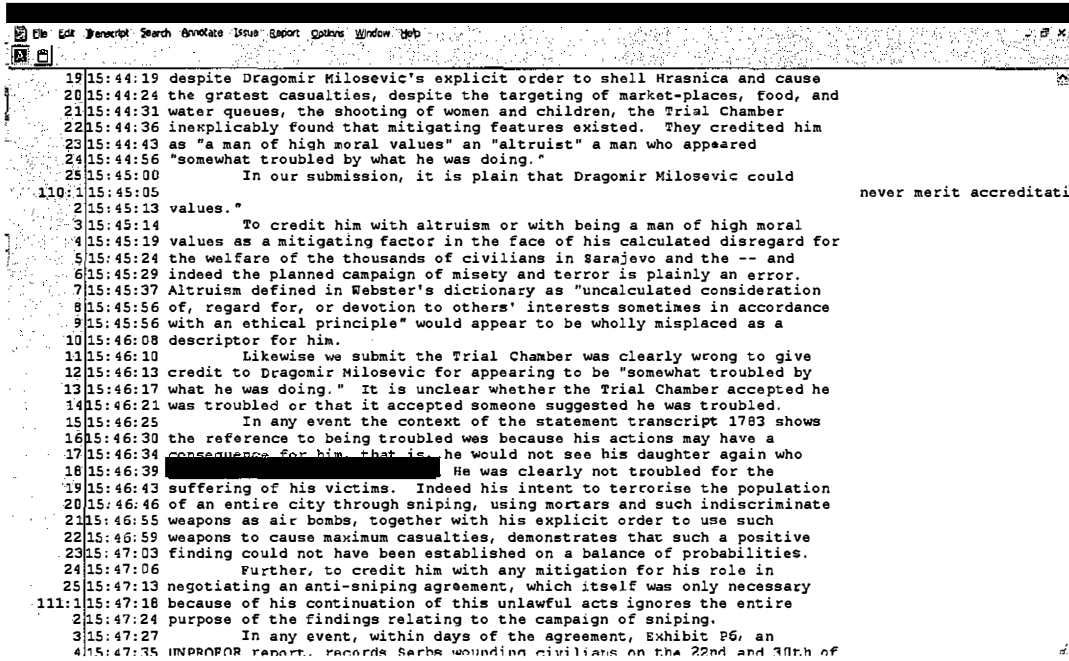 File Edit Transcript Search Annotate Issue Report Options Window Help
19 15:44:19 despite Dragomir Milosevic's explicit order to shell Hrasnica and cause
20 15:44:24 the gratest casualties, despite the targeting of market-places, food, and
21 15:44:31 water queues, the shooting of women and children, the Trial Chamber
22 15:44:36 inexplicably found that mitigating features existed. They credited him
23 15:44:43 as "a man of high moral values" an "altruist" a man who appeared
24 15:44:56 "somewhat troubled by what he was doing."
25 15:45:00 In our submission, it is plain that Dragomir Milosevic could
110:1 15:45:05 never merit accreditati
2 15:45:13 values."
3 15:45:14 To credit him with altruism or with being a man of high moral
4 15:45:19 values as a mitigating factor in the face of his calculated disregard for
5 15:45:24 the welfare of the thousands of civilians in Sarajevo and the -- and
6 15:45:29 indeed the planned campaign of misety and terror is plainly an error.
7 15:45:37 Altruism defined in Webster's dictionary as "uncalculated consideration
8 15:45:56 of, regard for, or devotion to others' interests sometimes in accordance
9 15:45:56 with an ethical principle" would appear to be wholly misplaced as a
10 15:46:08 descriptor for him.
11 15:46:10 Likewise we submit the Trial Chamber was clearly wrong to give
12 15:46:13 credit to Dragomir Milosevic for appearing to be "somewhat troubled by
13 15:46:17 what he was doing." It is unclear whether the Trial Chamber accepted he
14 15:46:21 was troubled or that it accepted someone suggested he was troubled.
15 15:46:25 In any event the context of the statement transcript 1783 shows
16 15:46:30 the reference to being troubled wes because his actions may have a
17 15:46:34 consequence for him, that is, he would not see his daughter again who
18 15:46:39 . He was clearly not troubled for the
19 15:46:43 suffering of his victims. Indeed his intent to terrorise the population
20 15:46:46 of an entire city through sniping, using mortars and such indiscriminate
21 15:46:55 weapons as air bombs, together with his explicit order to use such
22 15:46:59 weapons to cause maximum casualties, demonstrates that such a positive
23 15:47:03 finding could not have been established on a balance of probabilities.
24 15:47:06 Further, to credit him with any mitigation for his role in
25 15:47:13 negotiating an anti-sniping agreement, which itself was only necessary
111:1 15:47:18 because of his continuation of this unlawful acts ignores the entire
2 15:47:24 purpose of the findings relating to the campaign of sniping.
3 15:47:27 In any event, within days of the agreement, Exhibit P6, an
4 15:47:35 UNPROFOR report, records Serbs wounding civilians on the 22nd and 30th of